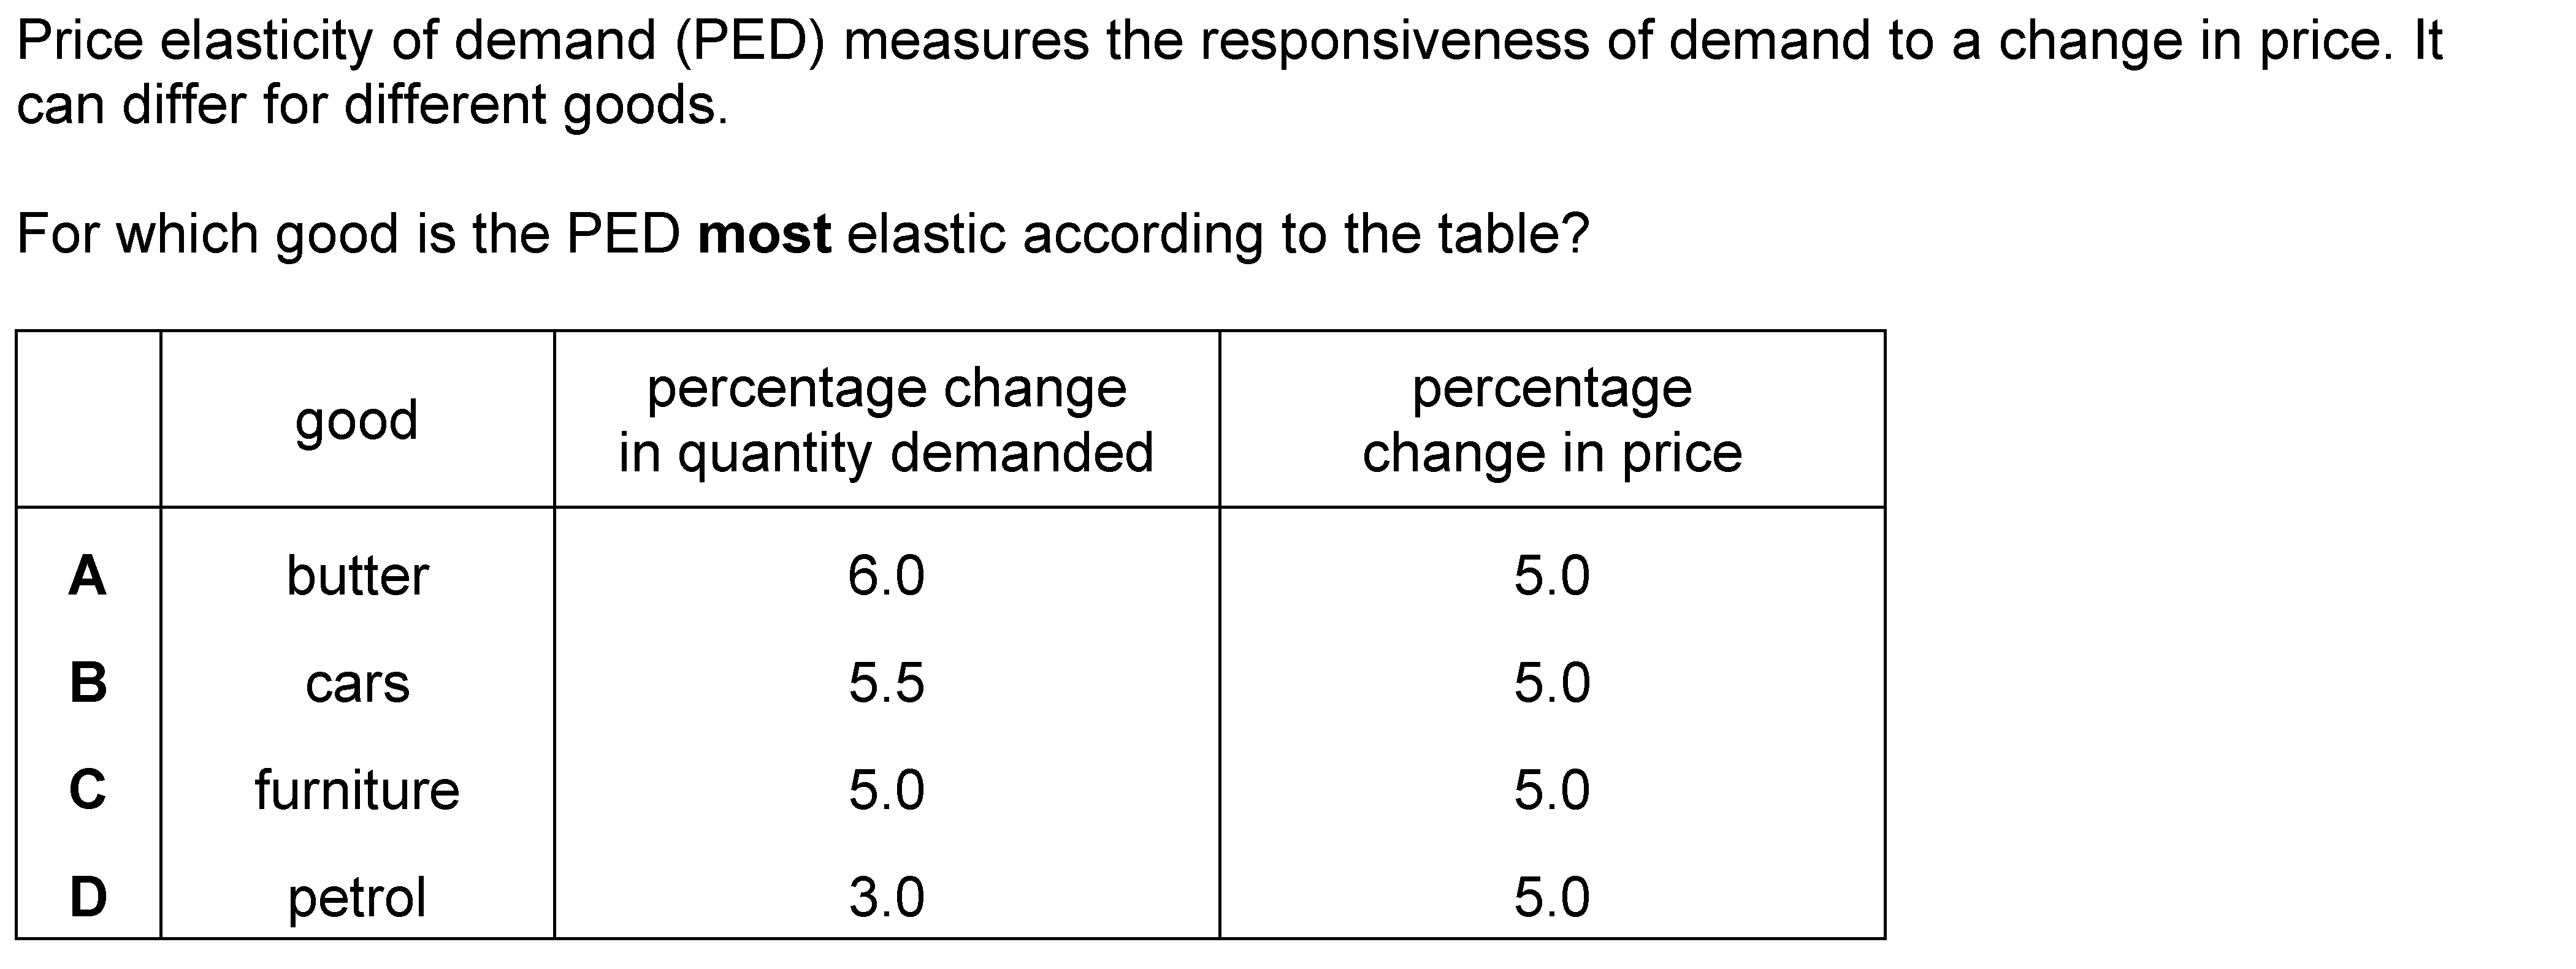 Price elasticity of demand (PED) measures the responsiveness of demand to a change in price. It
can differ for different goods.
For which good is the PED most elastic according to the table?
good
percentage change
in quantity demanded
percentage
change in price
A butter 6.0 5.0
B cars 5.5 5.0
C furniture 5.0 5.0
D petrol 3.0 5.0